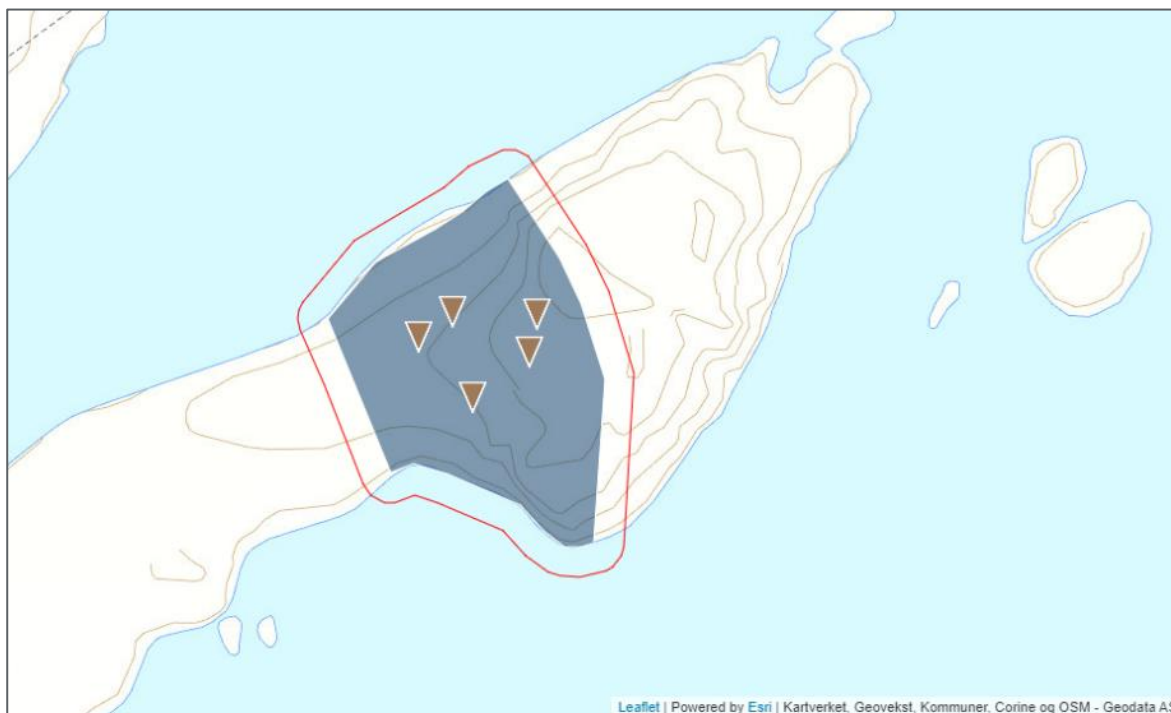 Leaflet | Powered by Esri | Kartverket, Geovekst, Kommuner, Corine og OSM - Geodata AS